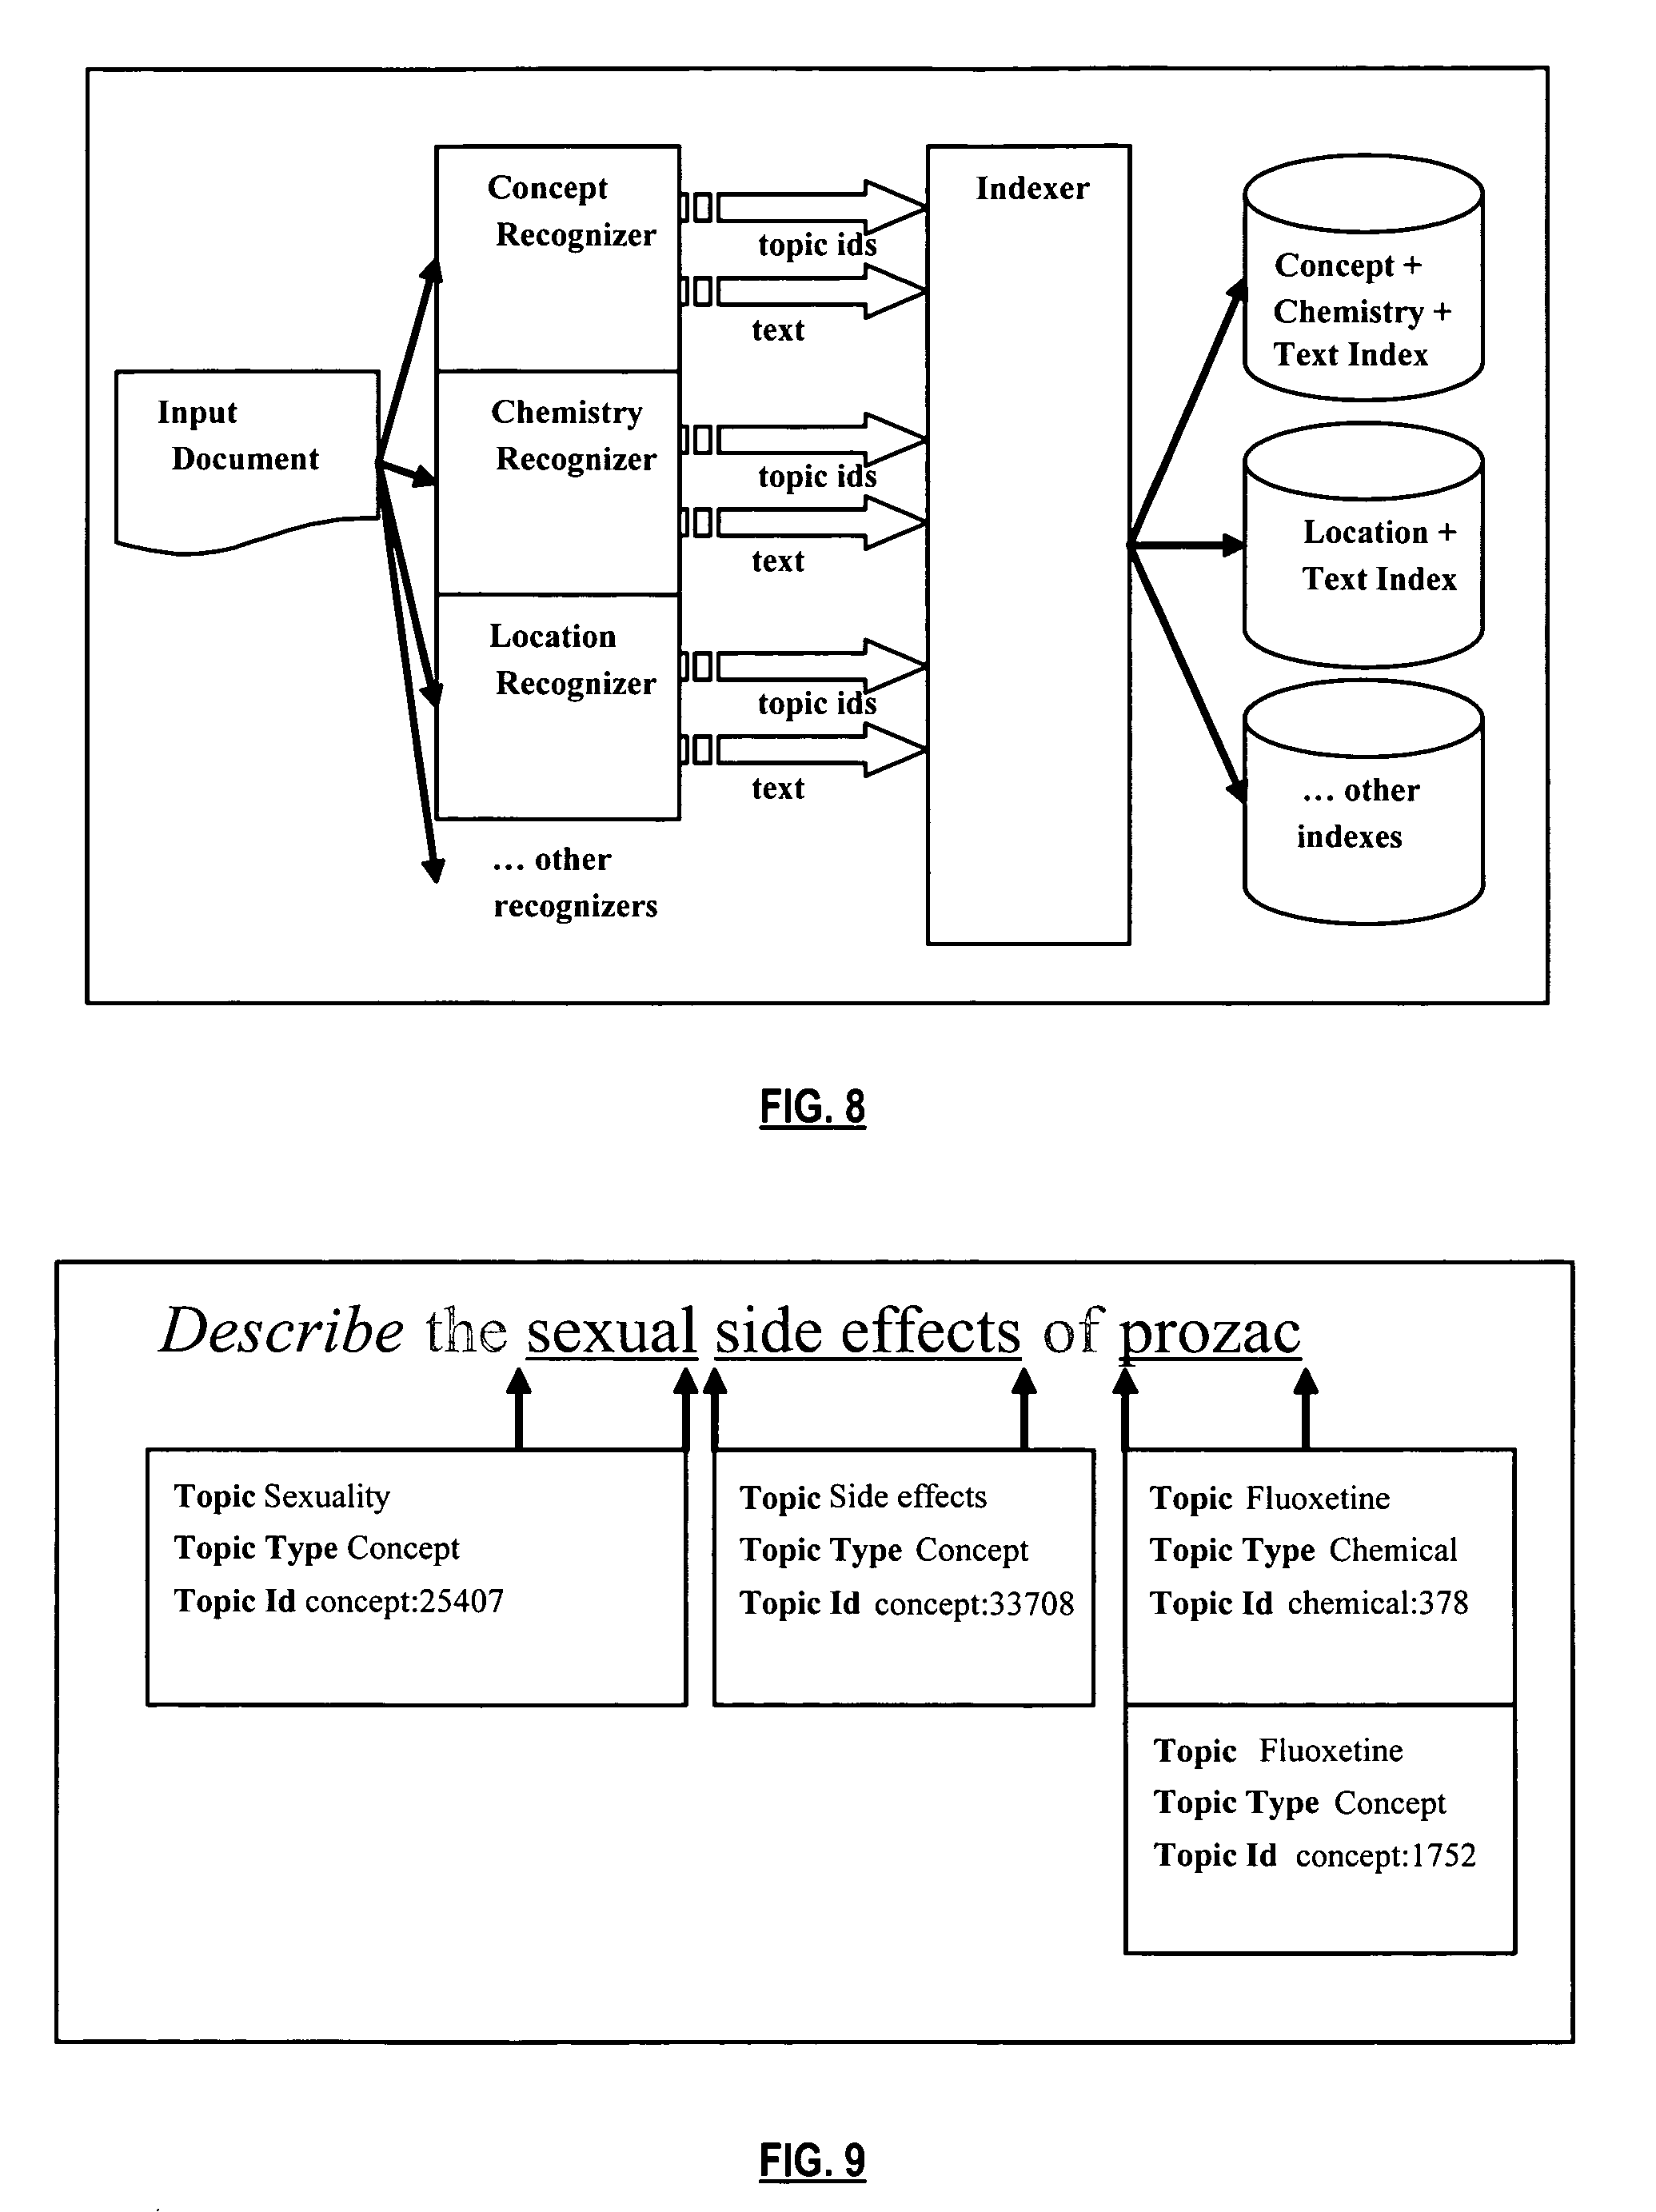 Concept
Recognizer
topic ids
text
Indexer
Concept +
Chemistry +
Text Index
Input
Document
Chemistry
Recognizer
topic ids
text
Location +
Text Index
Location
Recognizer
topic ids
text
... other
indexes
... other
recognizers
FIG. 8
Describe the sexual side effects of prozac
Topic Sexuality
Topic Type Concept
Topic Id concept:25407
Topic Side effects
Topic Type Concept
Topic Id concept:33708
Topic Fluoxetine
Topic Type Chemical
Topic Id chemical:378
Topic Fluoxetine
Topic Type Concept
Topic Id concept:1752
FIG. 9